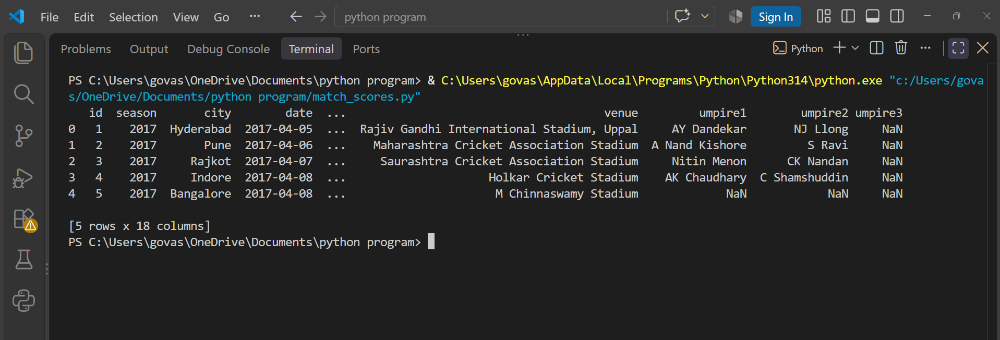 File Edit Selection View Go ··· python program Sign In
Problems Output Debug Console Terminal Ports Python ···
PS C:\Users\govas\OneDrive\Documents\python program> & C:\Users\govas\AppData\Local\Programs\Python\Python314\python.exe "c:/Users/gova
s/OneDrive/Documents/python program/match_scores.py"
id season city date ... venue umpire1 umpire2 umpire3
0 1 2017 Hyderabad 2017-04-05 ... Rajiv Gandhi International Stadium, Uppal AY Dandekar NJ Llong NaN
1 2 2017 Pune 2017-04-06 ... Maharashtra Cricket Association Stadium A Nand Kishore S Ravi NaN
2 3 2017 Rajkot 2017-04-07 ... Saurashtra Cricket Association Stadium Nitin Menon CK Nandan NaN
3 4 2017 Indore 2017-04-08 ... Holkar Cricket Stadium AK Chaudhary C Shamshuddin NaN
4 5 2017 Bangalore 2017-04-08 ... M Chinnaswamy Stadium NaN NaN NaN
[5 rows x 18 columns]
PS C:\Users\govas\OneDrive\Documents\python program>